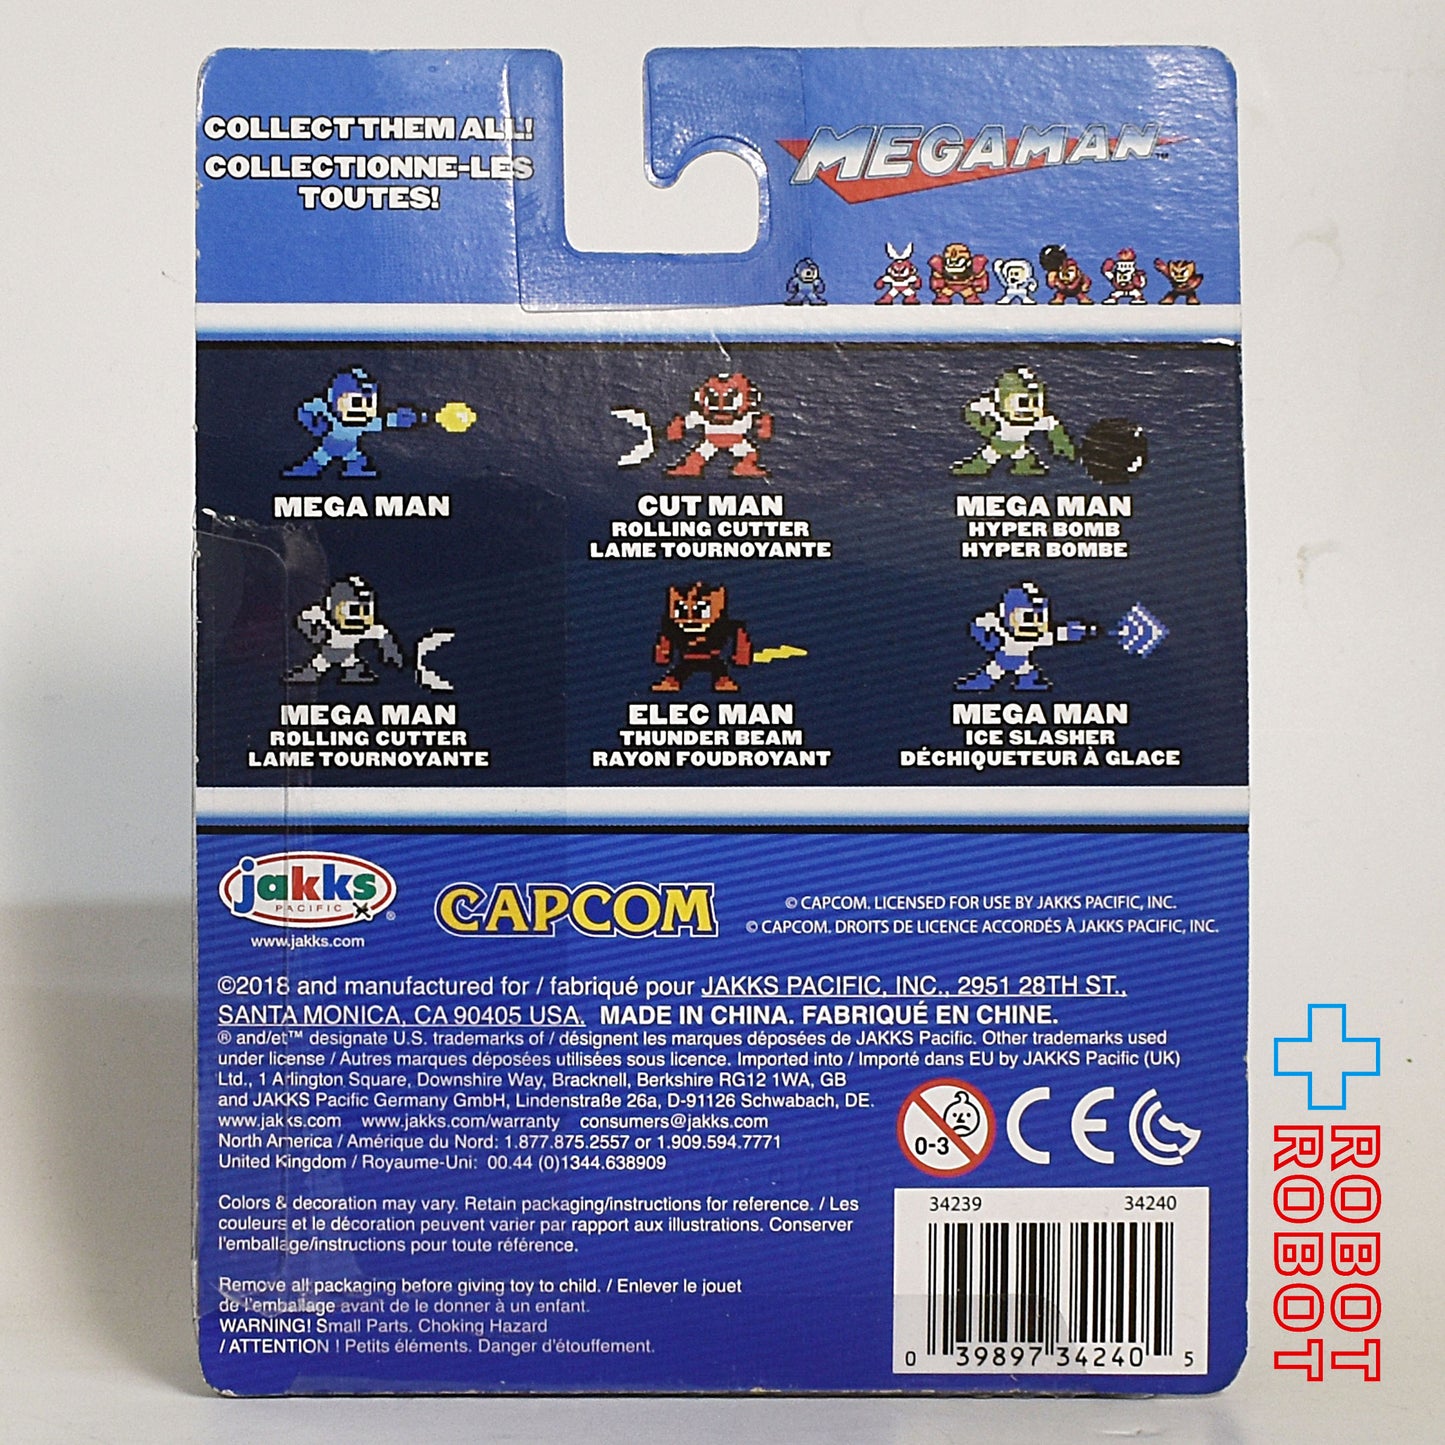 COLLECT THEM ALL!
COLLECTIONNE-LES
TOUTES!
MEGAMAN™
MEGA MAN
CUT MAN
ROLLING CUTTER
LAME TOURNOYANTE
MEGA MAN
HYPER BOMB
HYPER BOMBE
MEGA MAN
ROLLING CUTTER
LAME TOURNOYANTE
ELEC MAN
THUNDER BEAM
RAYON FOUDROYANT
MEGA MAN
ICE SLASHER
DÉCHIQUETEUR À GLACE
jakks
PACIFIC ®
www.jakks.com
CAPCOM
© CAPCOM. LICENSED FOR USE BY JAKKS PACIFIC, INC.
© CAPCOM. DROITS DE LICENCE ACCORDÉS À JAKKS PACIFIC, INC.
©2018 and manufactured for / fabriqué pour JAKKS PACIFIC, INC., 2951 28TH ST.,
SANTA MONICA, CA 90405 USA. MADE IN CHINA. FABRIQUÉ EN CHINE.
® and/et™ designate U.S. trademarks of / désignent les marques déposées de JAKKS Pacific. Other trademarks used
under license / Autres marques déposées utilisées sous licence. Imported into / Importé dans EU by JAKKS Pacific (UK)
Ltd., 1 Arlington Square, Downshire Way, Bracknell, Berkshire RG12 1WA, GB
and JAKKS Pacific Germany GmbH, Lindenstraße 26a, D-91126 Schwabach, DE.
www.jakks.com www.jakks.com/warranty consumers@jakks.com
North America / Amérique du Nord: 1.877.875.2557 or 1.909.594.7771
United Kingdom / Royaume-Uni: 00.44 (0)1344.638909
0-3
CE
Colors & decoration may vary. Retain packaging/instructions for reference. / Les
couleurs et le décoration peuvent varier par rapport aux illustrations. Conserver
l'emballage/instructions pour toute référence.
Remove all packaging before giving toy to child. / Enlever le jouet
de l'emballage avant de le donner à un enfant.
WARNING! Small Parts. Choking Hazard
/ ATTENTION ! Petits éléments. Danger d'étouffement.
34239 34240
0 39897 34240 5
ROBOT
ROBOT